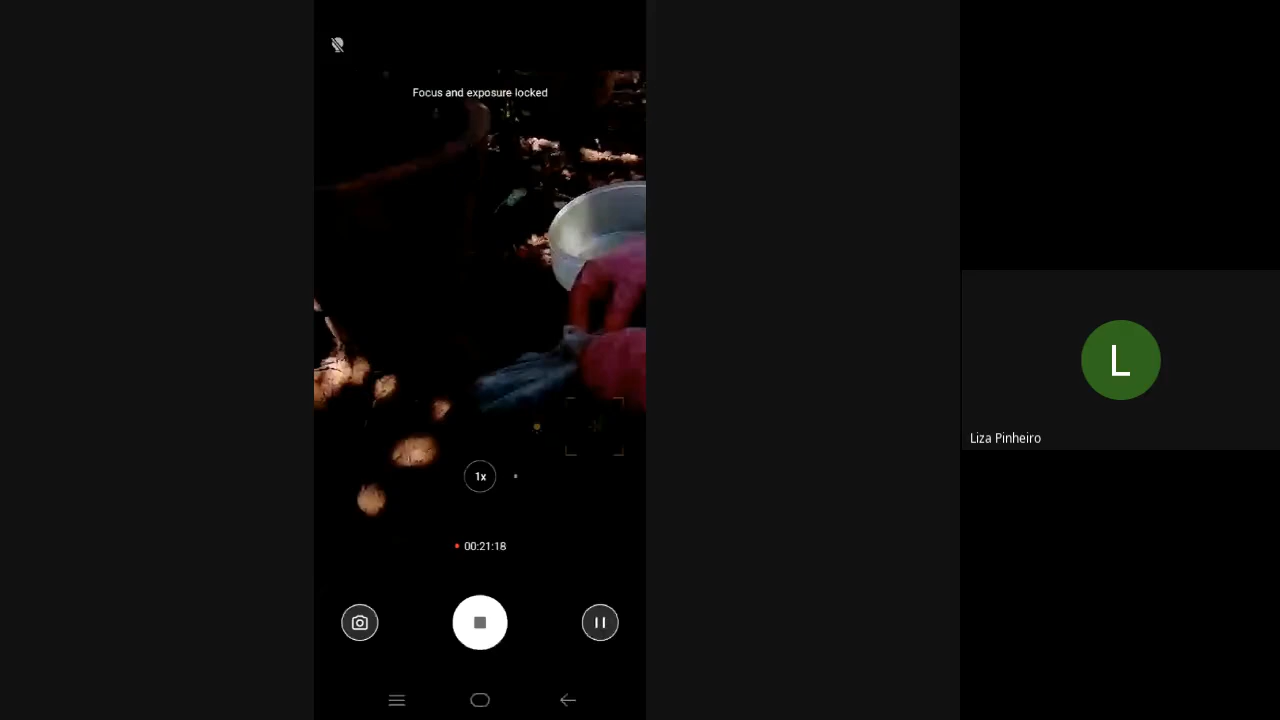 Focus and exposure locked
1x
00:21:18
L
Liza Pinheiro